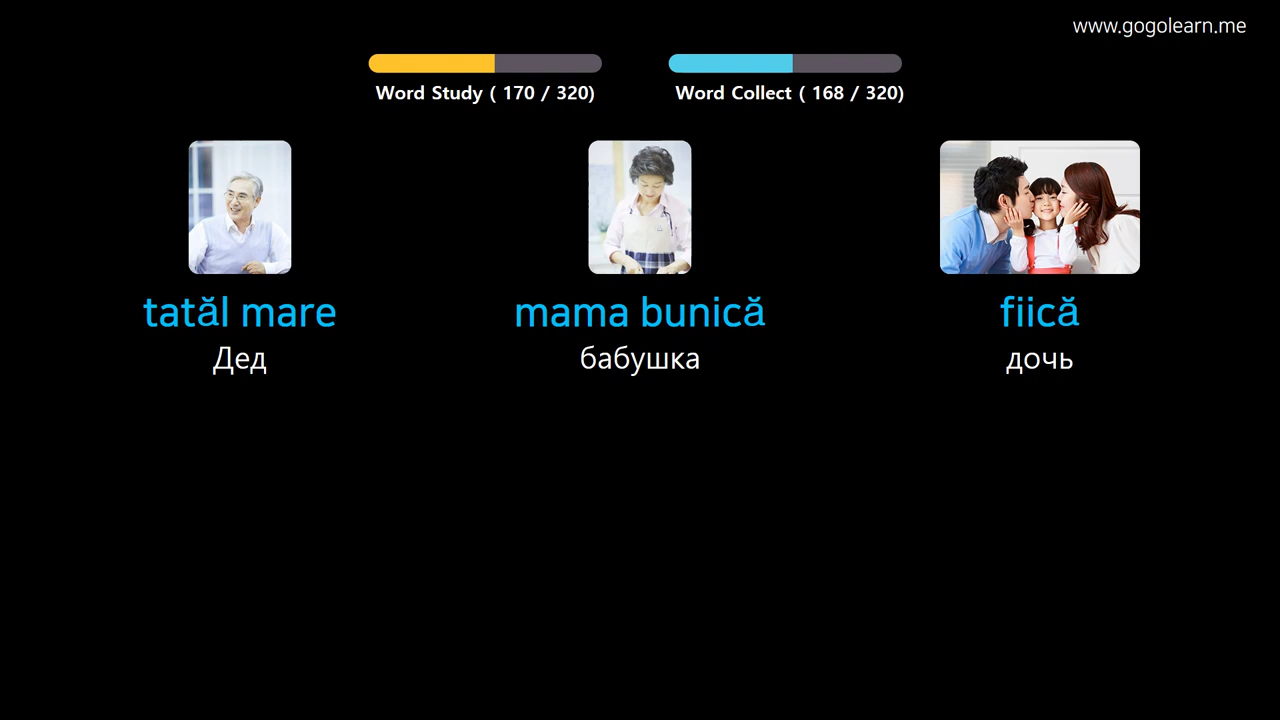 www.gogolearn.me
Word Study ( 170 / 320)
Word Collect ( 168 / 320)
tatăl mare
mama bunică
fiică
Дед
бабушка
дочь